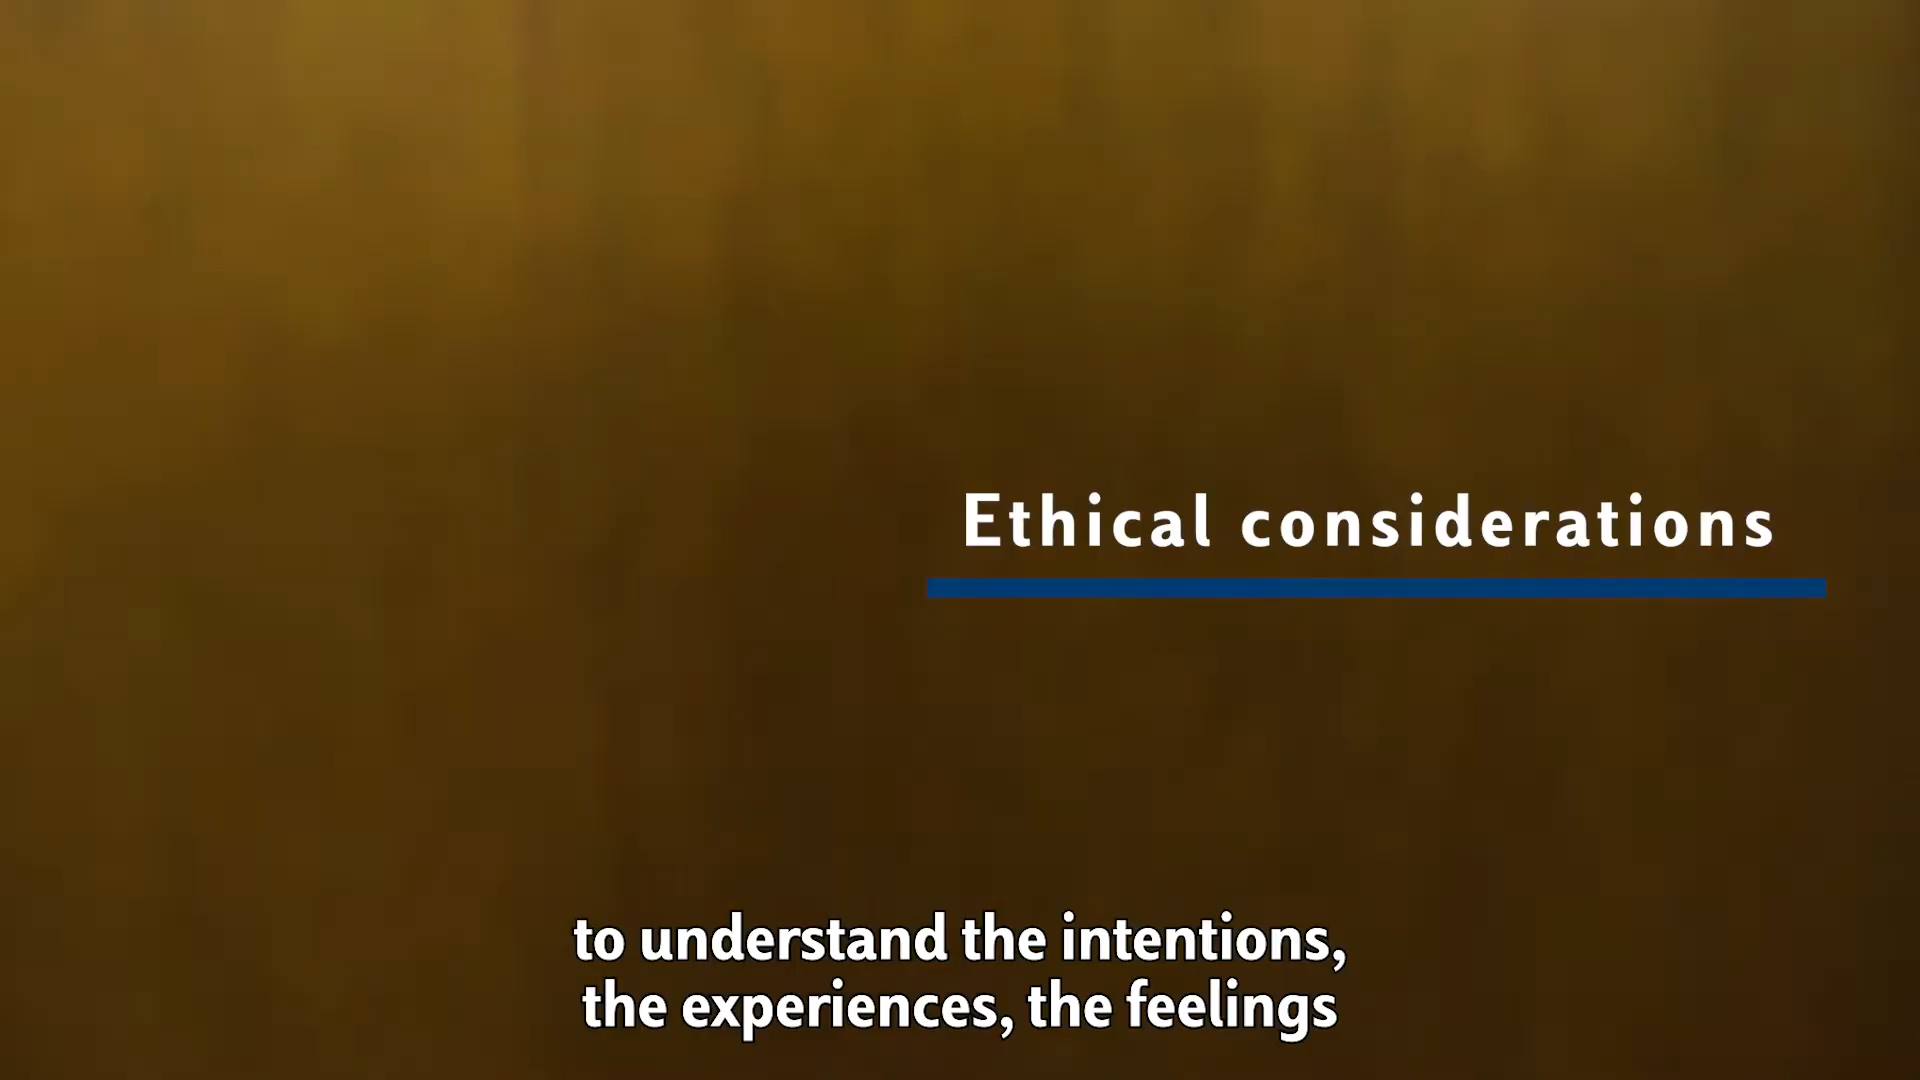 Ethical considerations
to understand the intentions,
the experiences, the feelings